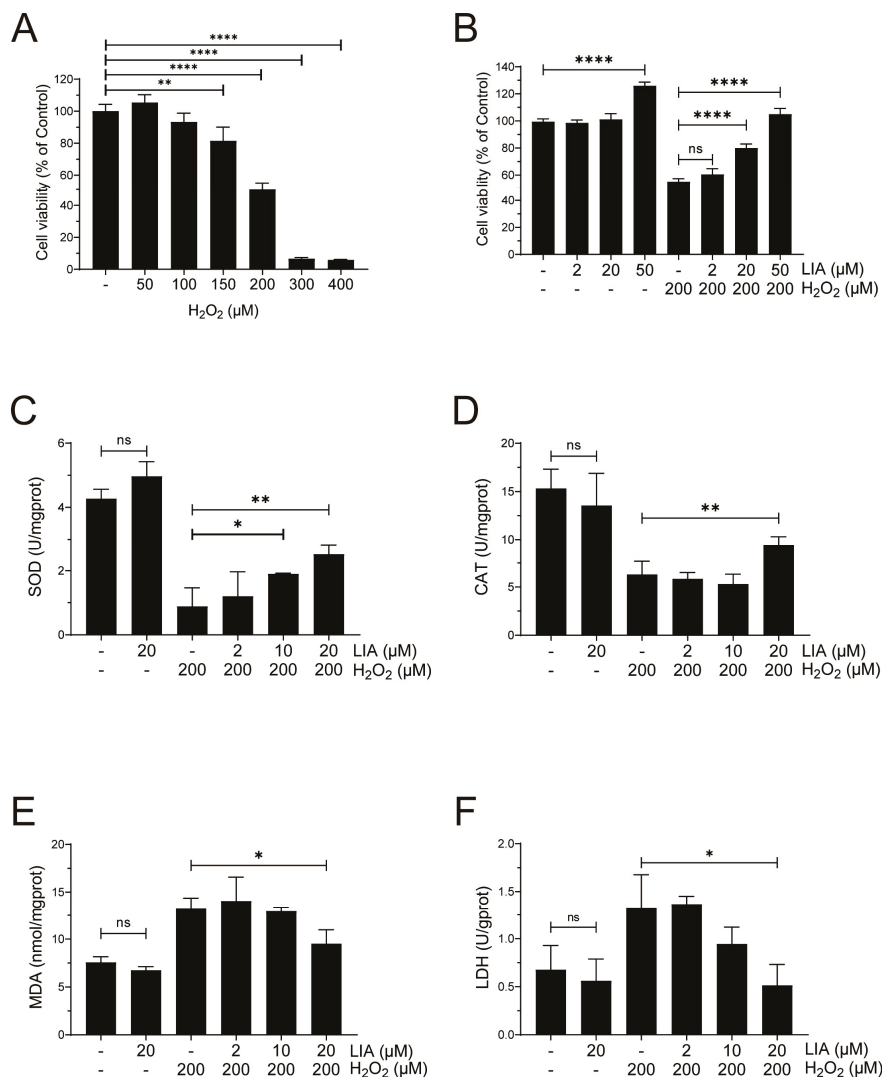 A
B
****
****
****
**
Cell viability (% of Control)
120
100
80
60
40
20
0
- 50 100 150 200 300 400
H₂O₂ (μM)
****
****
****
ns
Cell viablity (% of Control)
140
120
100
80
60
40
20
0
- 2 20 50 - 2 20 50 LIA (μM)
- - - - 200 200 200 200 H₂O₂ (μM)
C
D
ns
**
*
SOD (U/mgprot)
6
4
2
0
- 20 - 2 10 20 LIA (μM)
- - 200 200 200 200 H₂O₂ (μM)
ns
**
CAT (U/mgprot)
20
15
10
5
0
- 20 - 2 10 20 LIA (μM)
- - 200 200 200 200 H₂O₂ (μM)
E
F
*
ns
MDA (nmol/mgprot)
20
15
10
5
0
- 20 - 2 10 20 LIA (μM)
- - 200 200 200 200 H₂O₂ (μM)
*
ns
LDH (U/gprot)
2.0
1.5
1.0
0.5
0.0
- 20 - 2 10 20 LIA (μM)
- - 200 200 200 200 H₂O₂ (μM)